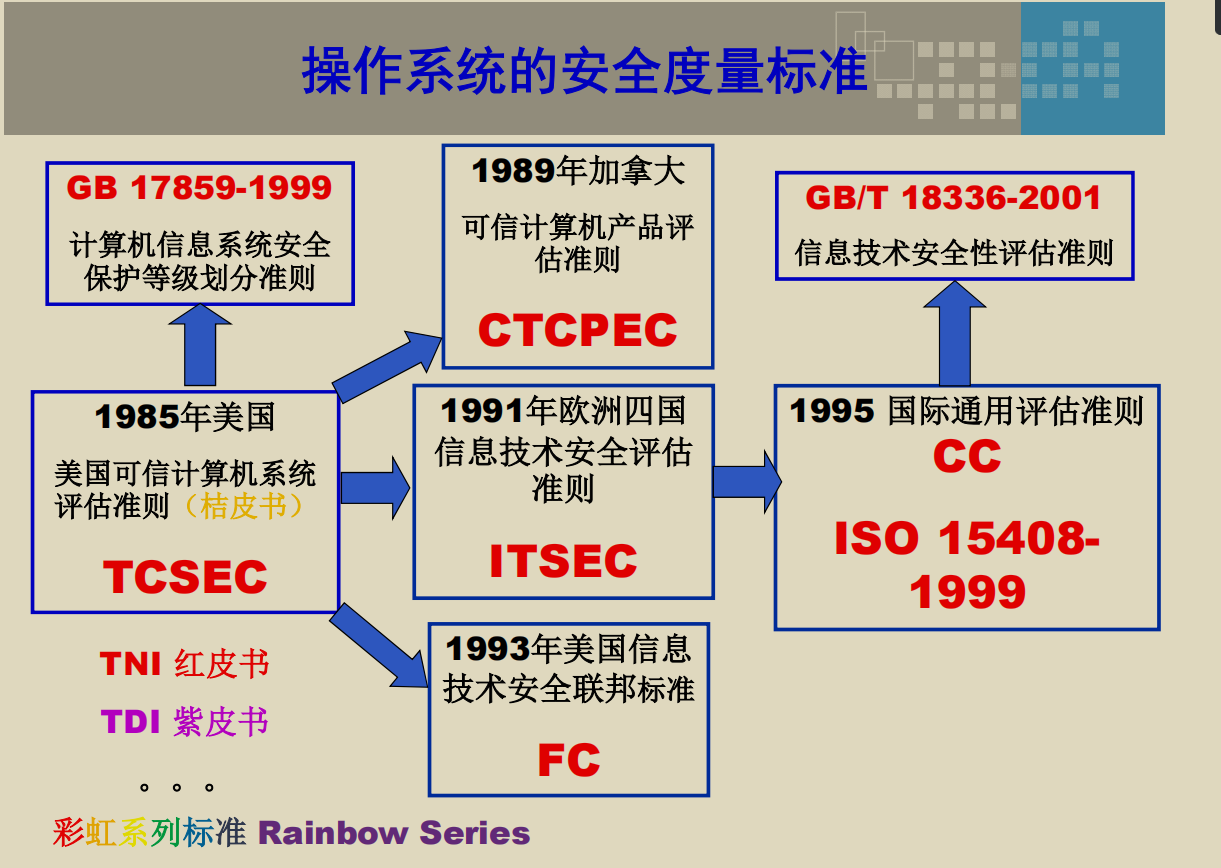 操作系统的安全度量标准
GB 17859-1999
计算机信息系统安全
保护等级划分准则
1989年加拿大
可信计算机产品评
估准则
CTCPEC
GB/T 18336-2001
信息技术安全性评估准则
1985年美国
美国可信计算机系统
评估准则（桔皮书）
TCSEC
1991年欧洲四国
信息技术安全评估
准则
ITSEC
1995 国际通用评估准则
CC
ISO 15408-
1999
TNI 红皮书
TDI 紫皮书
。。。
1993年美国信息
技术安全联邦标准
FC
彩虹系列标准 Rainbow Series